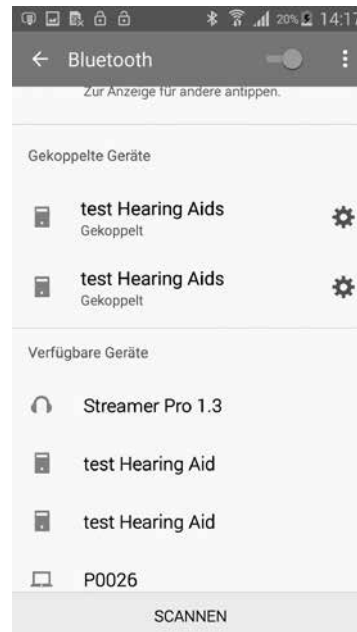 20% 14:17
Bluetooth
Zur Anzeige für andere antippen.
Gekoppelte Geräte
test Hearing Aids
Gekoppelt
test Hearing Aids
Gekoppelt
Verfügbare Geräte
Streamer Pro 1.3
test Hearing Aid
test Hearing Aid
P0026
SCANNEN